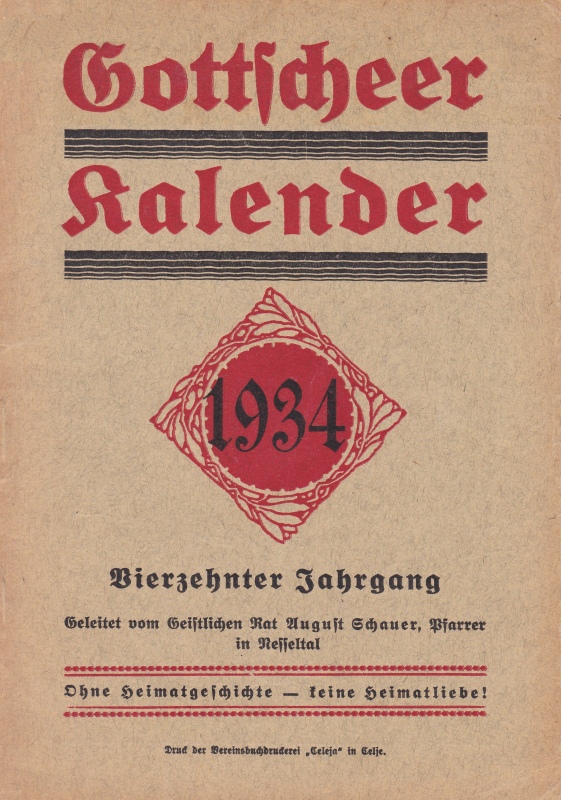 Gottscheer
Kalender
1934
Vierzehnter Jahrgang
Geleitet vom Geistlichen Rat August Schauer, Pfarrer
in Nesseltal
Ohne Heimatgeschichte — keine Heimatliebe!
Druck der Vereinsbuchdruckerei „Celeja“ in Celje.